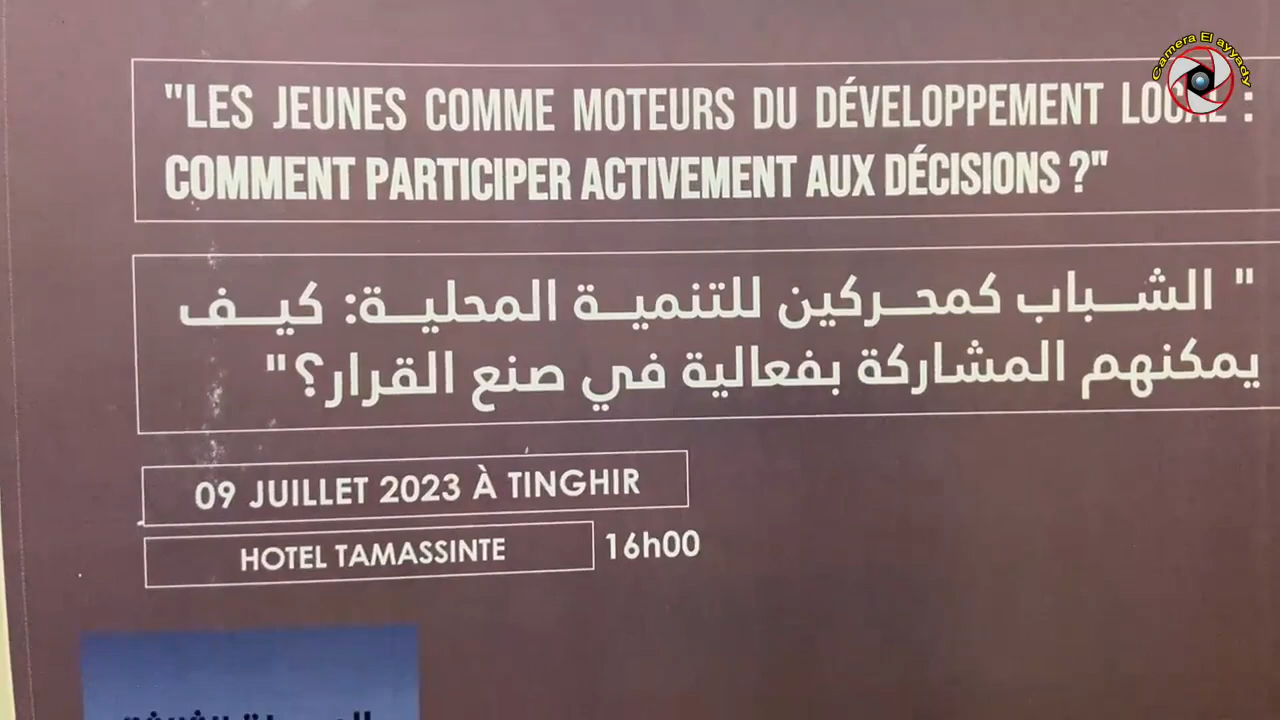 Camera El ayyady
"LES JEUNES COMME MOTEURS DU DÉVELOPPEMENT LOCAL :
COMMENT PARTICIPER ACTIVEMENT AUX DÉCISIONS ?"
" الشباب كمحركين للتنمية المحلية: كيف
يمكنهم المشاركة بفعالية في صنع القرار؟"
09 JUILLET 2023 À TINGHIR
HOTEL TAMASSINTE
16h00